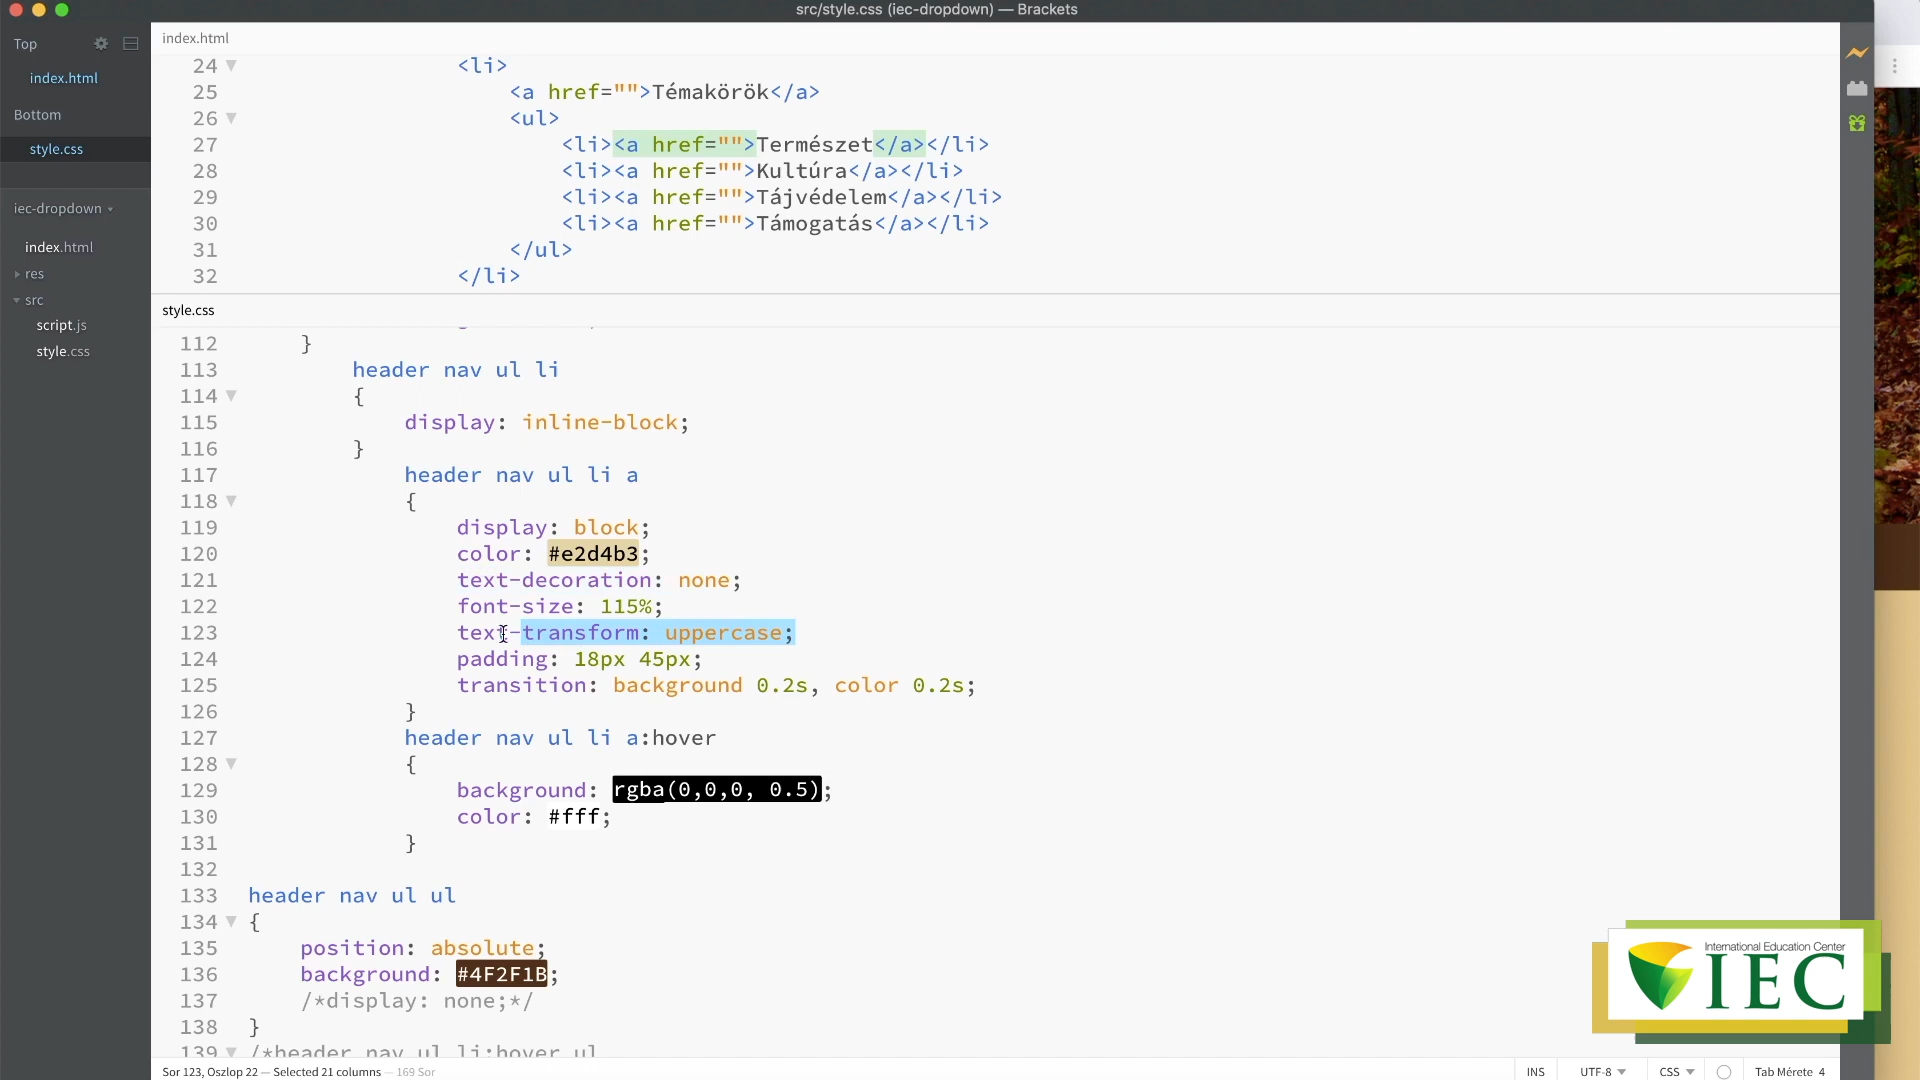 src/style.css (iec-dropdown) — Brackets
Top
index.html
Bottom
style.css
iec-dropdown
index.html
res
src
script.js
style.css
index.html
24 <li>
25 <a href="">Témakörök</a>
26 <ul>
27 <li><a href="">Természet</a></li>
28 <li><a href="">Kultúra</a></li>
29 <li><a href="">Tájvédelem</a></li>
30 <li><a href="">Támogatás</a></li>
31 </ul>
32 </li>
style.css
112 }
113 header nav ul li
114 {
115 display: inline-block;
116 }
117 header nav ul li a
118 {
119 display: block;
120 color: #e2d4b3;
121 text-decoration: none;
122 font-size: 115%;
123 text-transform: uppercase;
124 padding: 18px 45px;
125 transition: background 0.2s, color 0.2s;
126 }
127 header nav ul li a:hover
128 {
129 background: rgba(0,0,0, 0.5);
130 color: #fff;
131 }
132
133 header nav ul ul
134 {
135 position: absolute;
136 background: #4F2F1B;
137 /*display: none;*/
138 }
139 /*header nav ul li:hover ul
Sor 123, Oszlop 22 — Selected 21 columns — 169 Sor
INS UTF-8 CSS Tab Mérete 4
International Education Center
IEC